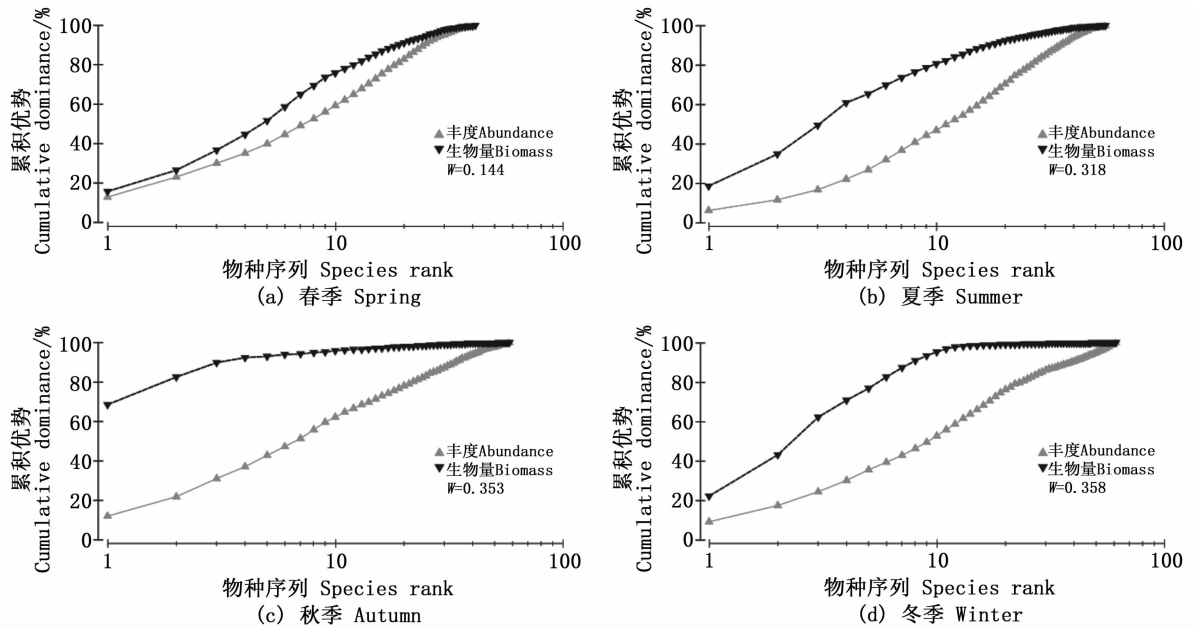 累积优势
Cumulative dominance/%
100
80
60
40
20
0
丰度Abundance
生物量Biomass
W=0.144
1
10
100
物种序列 Species rank
(a) 春季 Spring
累积优势
Cumulative dominance/%
100
80
60
40
20
0
丰度Abundance
生物量Biomass
W=0.318
1
10
100
物种序列 Species rank
(b) 夏季 Summer
累积优势
Cumulative dominance/%
100
80
60
40
20
0
丰度Abundance
生物量Biomass
W=0.353
1
10
100
物种序列 Species rank
(c) 秋季 Autumn
累积优势
Cumulative dominance/%
100
80
60
40
20
0
丰度Abundance
生物量Biomass
W=0.358
1
10
100
物种序列 Species rank
(d) 冬季 Winter